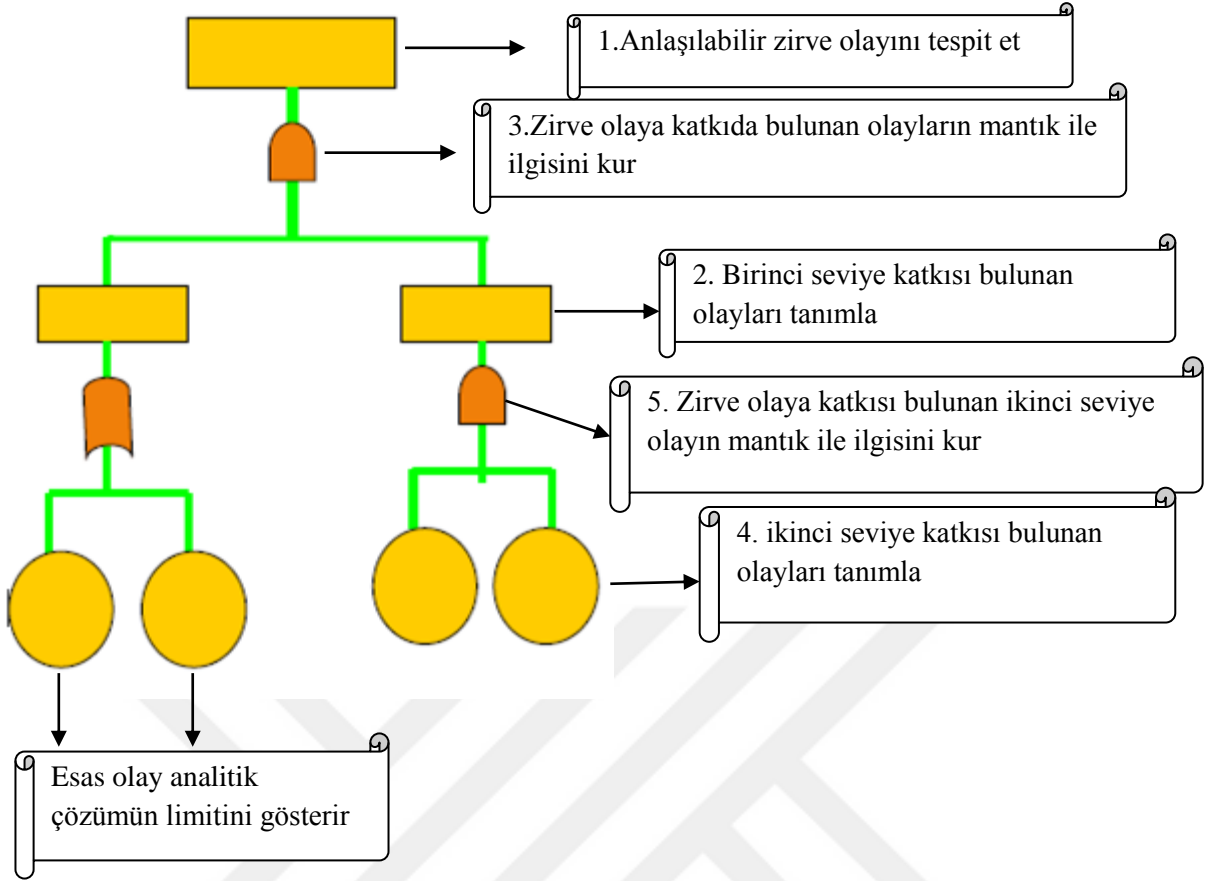 1.Anlaşılabilir zirve olayını tespit et
3.Zirve olaya katkıda bulunan olayların mantık ile
ilgisini kur
2. Birinci seviye katkısı bulunan
olayları tanımla
5. Zirve olaya katkısı bulunan ikinci seviye
olayın mantık ile ilgisini kur
4. ikinci seviye katkısı bulunan
olayları tanımla
Esas olay analitik
çözümün limitini gösterir